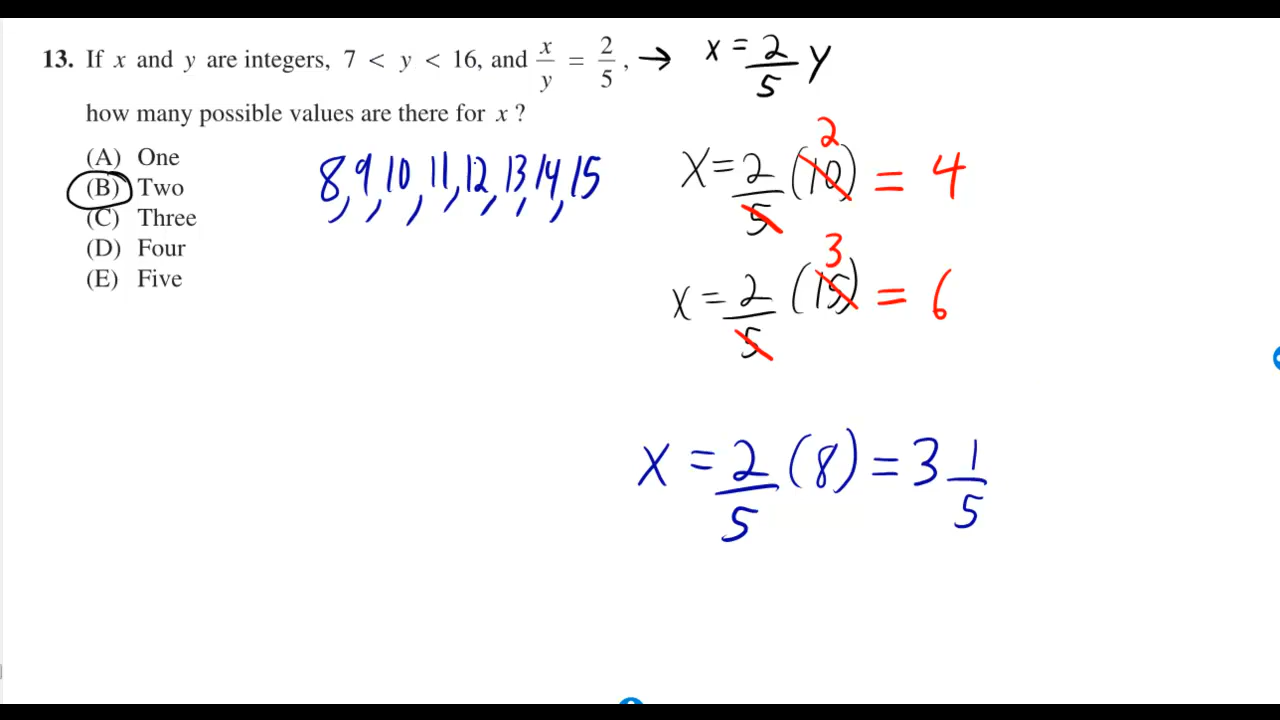 13. If x and y are integers, 7 < y < 16, and x/y = 2/5, → x = 2/5 y
how many possible values are there for x ?
(A) One
(B) Two
(C) Three
(D) Four
(E) Five
8, 9, 10, 11, 12, 13, 14, 15
x = 2/5 (10) 2 = 4
x = 2/5 (15) 3 = 6
x = 2/5 (8) = 3 1/5